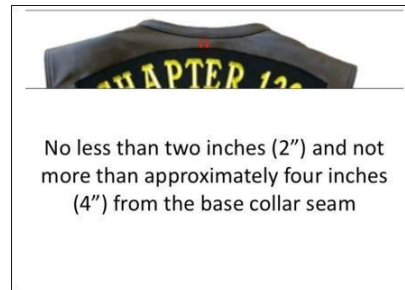 CHAPTER
No less than two inches (2”) and not
more than approximately four inches
(4”) from the base collar seam